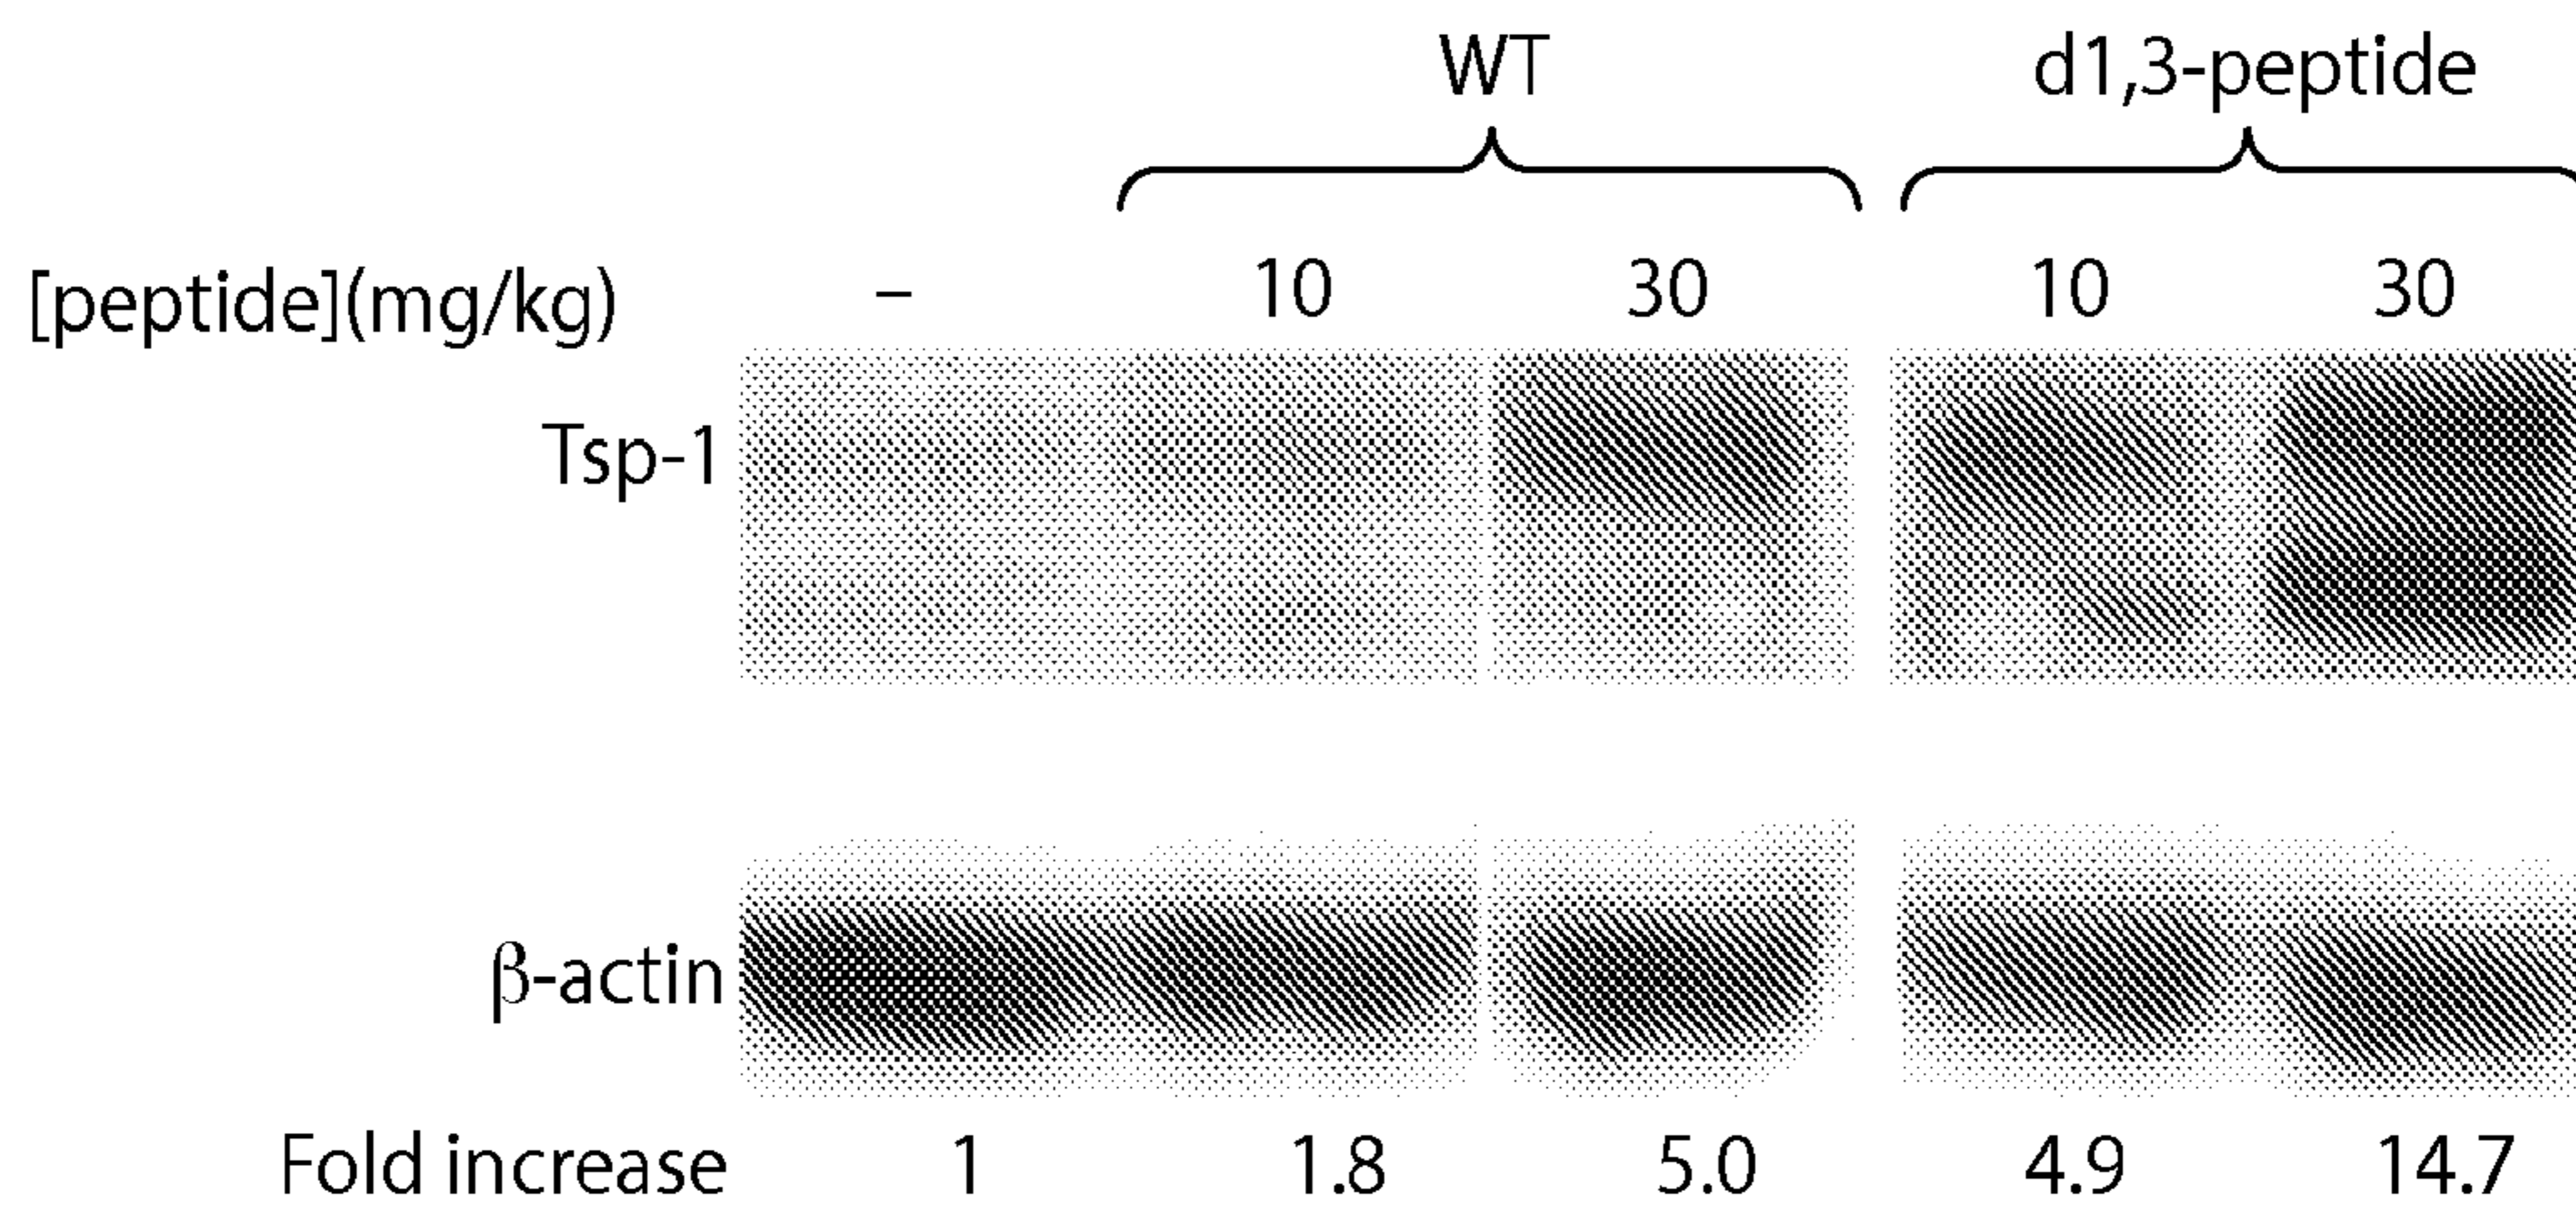 WT d1,3-peptide
[peptide](mg/kg) – 10 30 10 30
Tsp-1
β-actin
Fold increase 1 1.8 5.0 4.9 14.7